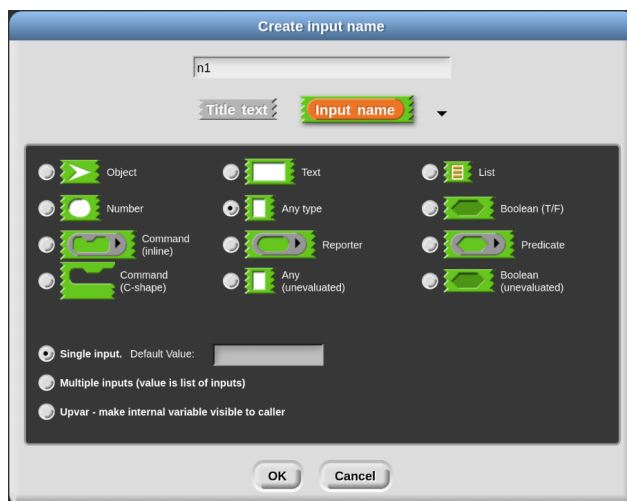 Create input name
n1
Title text
Input name
Object
Text
List
Number
Any type
Boolean (T/F)
Command
(inline)
Reporter
Predicate
Command
(C-shape)
Any
(unevaluated)
Boolean
(unevaluated)
Single input. Default Value:
Multiple inputs (value is list of inputs)
Upvar - make internal variable visible to caller
OK
Cancel